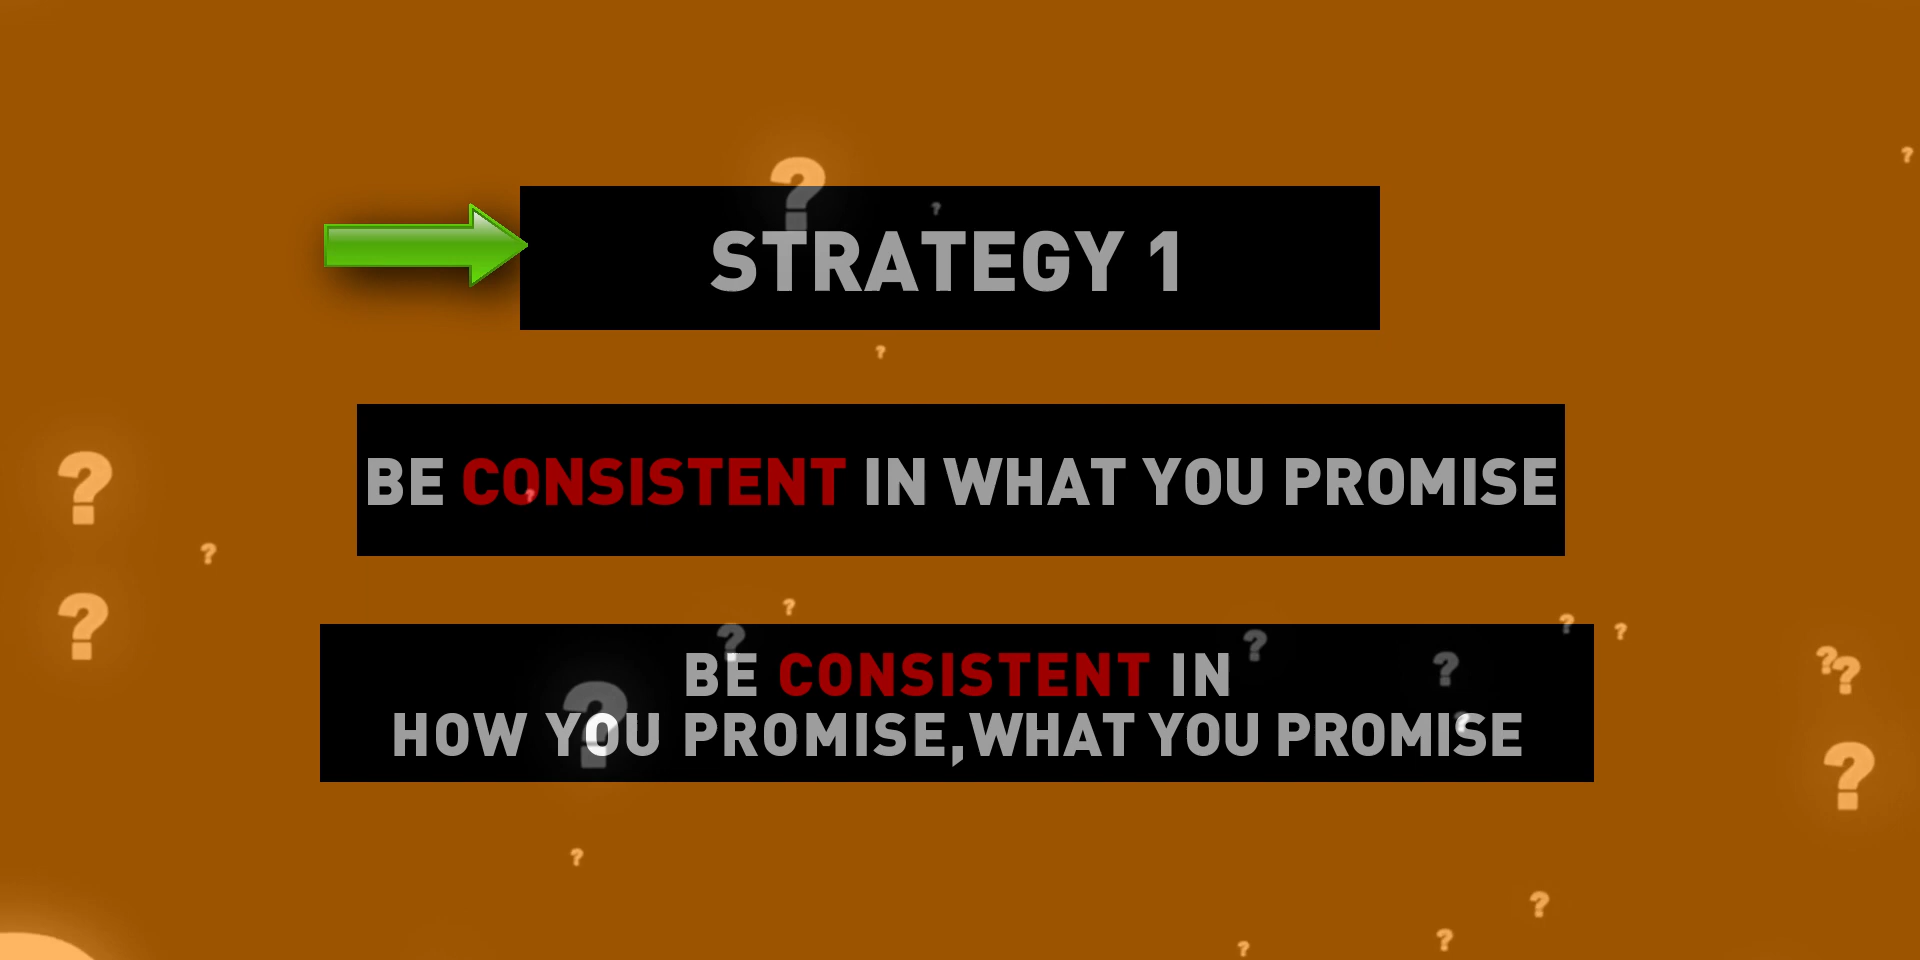 STRATEGY 1
BE CONSISTENT IN WHAT YOU PROMISE
BE CONSISTENT IN
HOW YOU PROMISE,WHAT YOU PROMISE